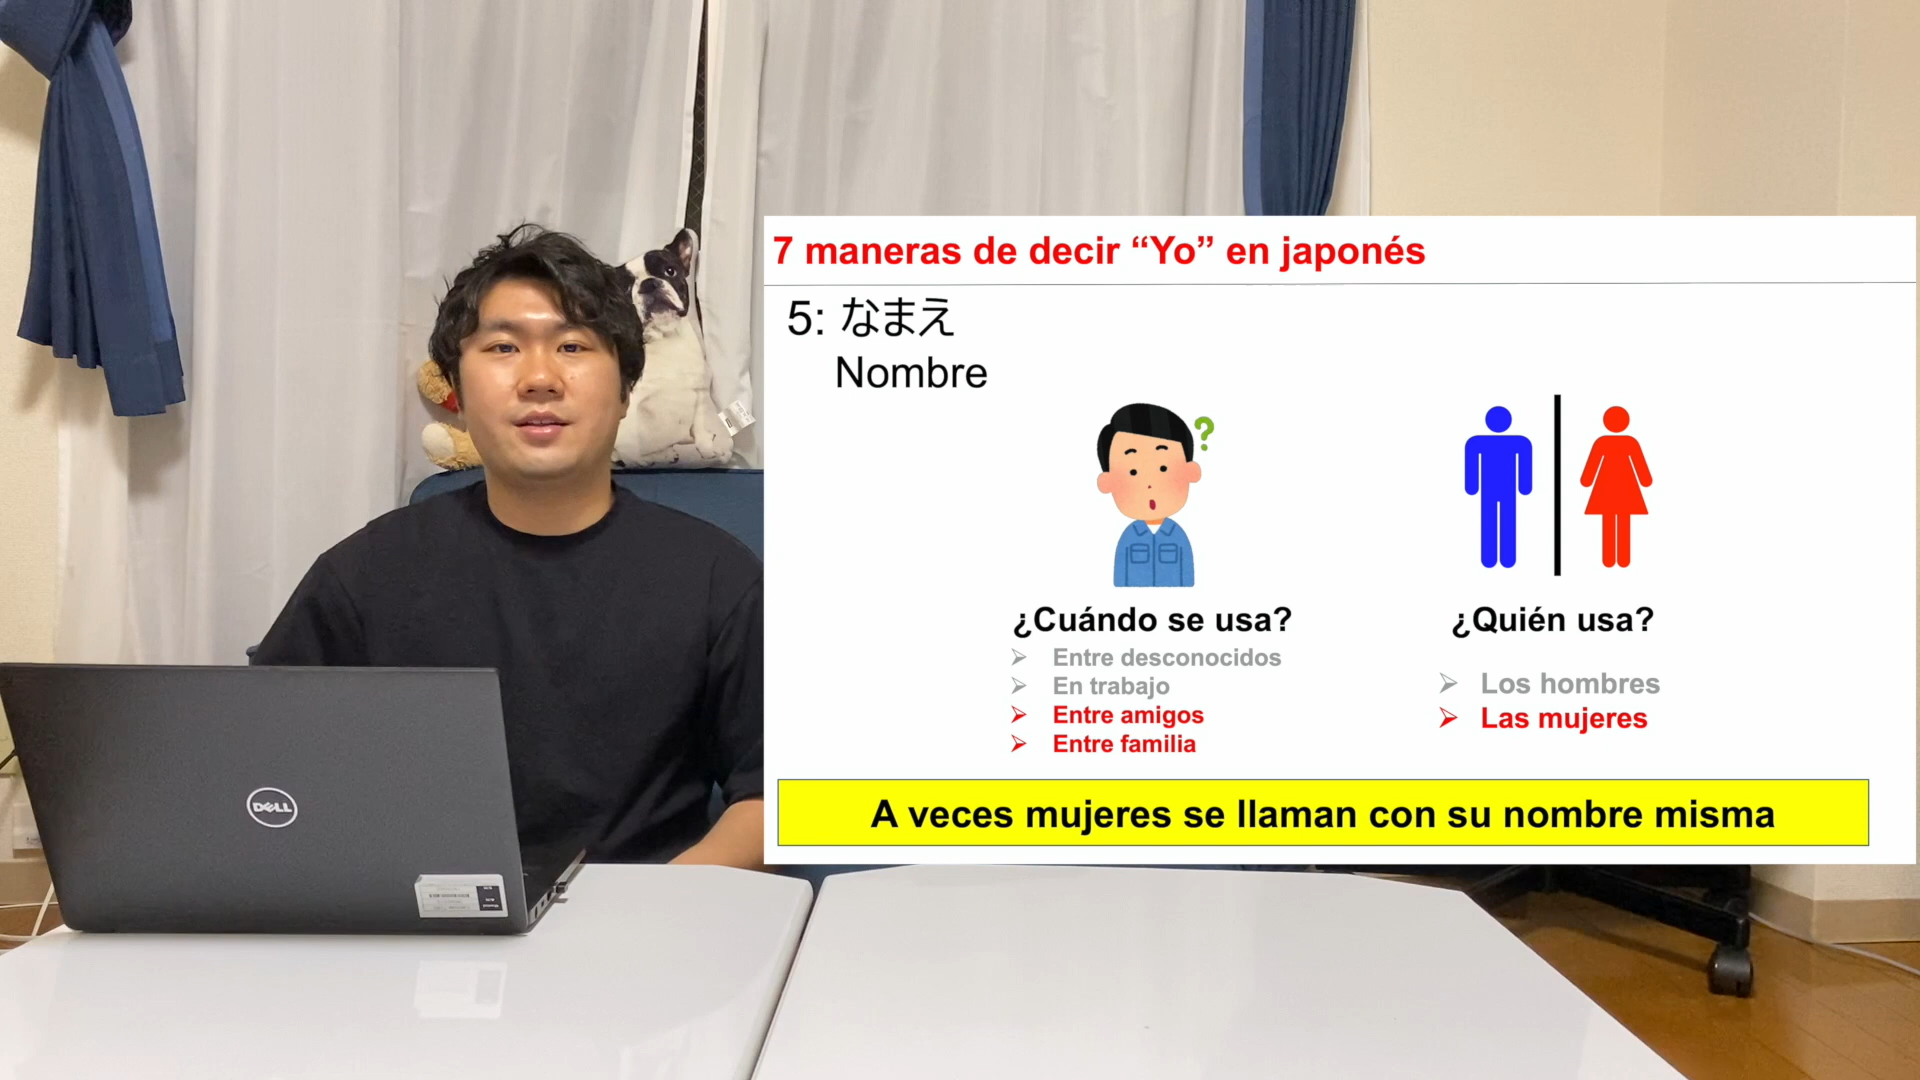 7 maneras de decir “Yo” en japonés
5: なまえ
Nombre
?
¿Cuándo se usa?
Entre desconocidos
En trabajo
Entre amigos
Entre familia
¿Quién usa?
Los hombres
Las mujeres
A veces mujeres se llaman con su nombre misma
DELL